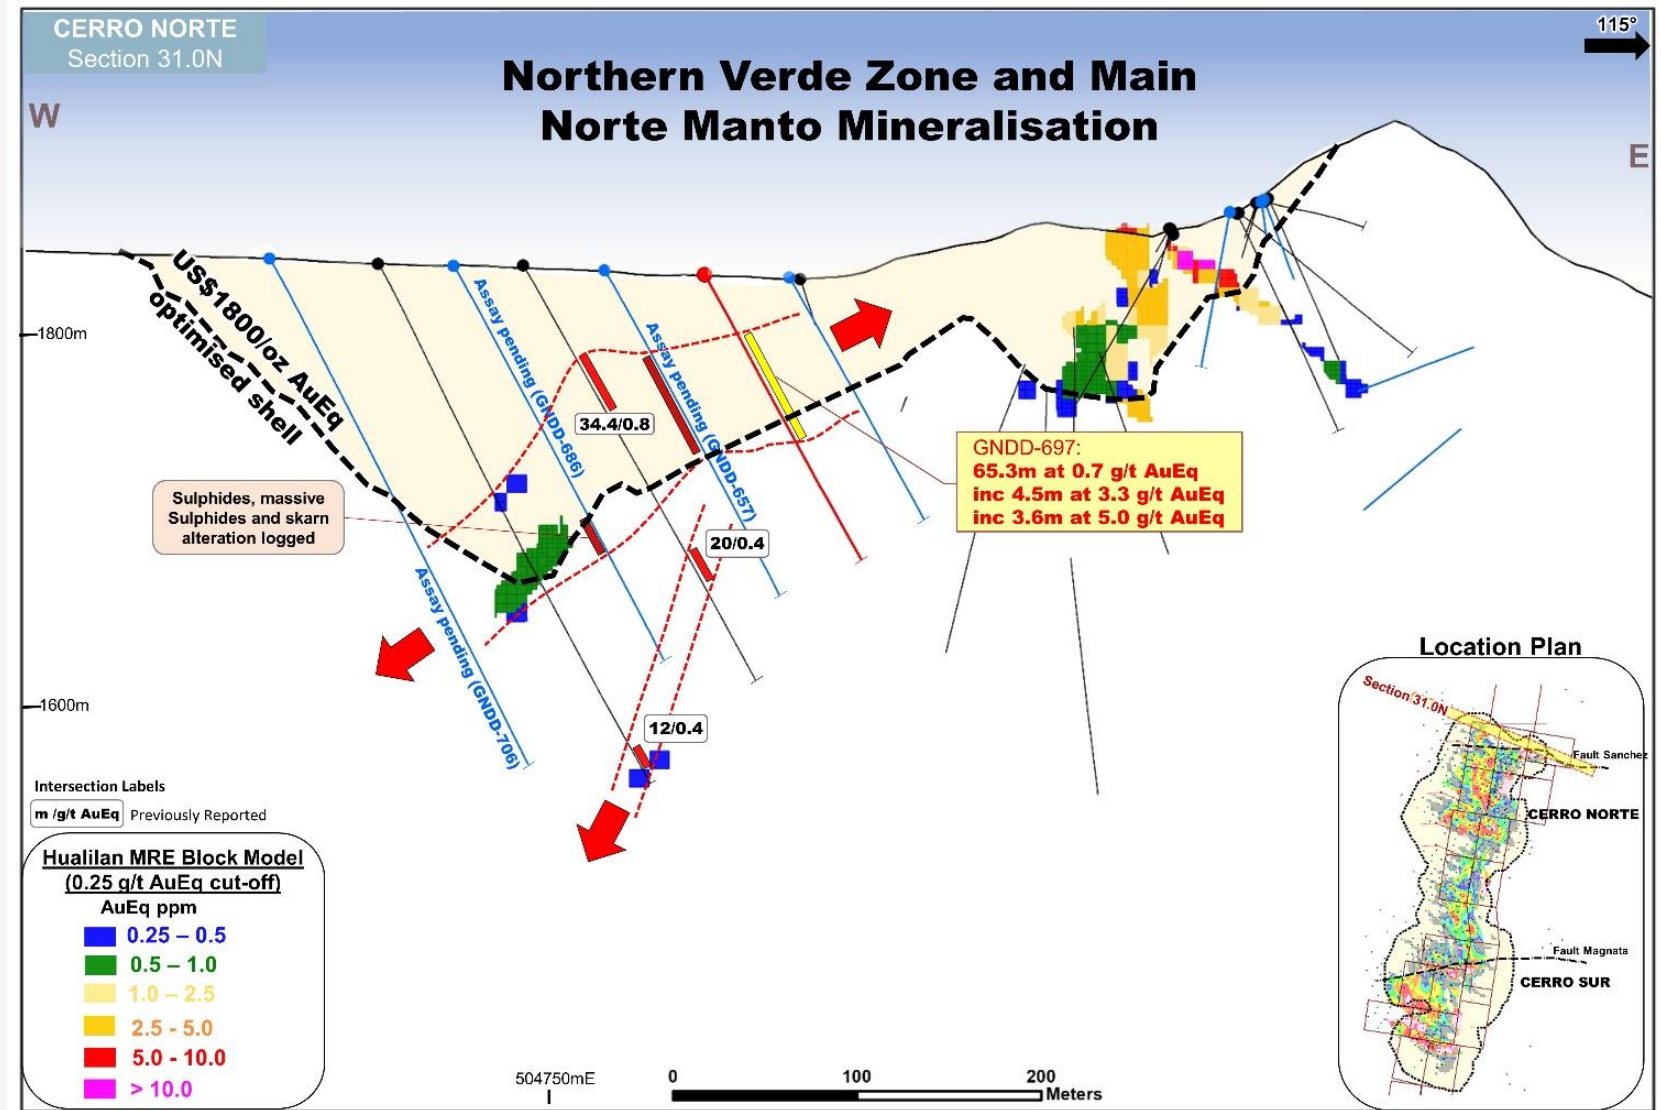 CERRO NORTE
Section 31.0N
115°
Northern Verde Zone and Main
Norte Manto Mineralisation
W
E
US$1800/oz AuEq
optimised shell
1800m
Assay pending (GNDD-686)
Assay pending (GNDD-657)
34.4/0.8
GNDD-697:
65.3m at 0.7 g/t AuEq
inc 4.5m at 3.3 g/t AuEq
inc 3.6m at 5.0 g/t AuEq
Sulphides, massive
Sulphides and skarn
alteration logged
20/0.4
Assay pending (GNDD-706)
12/0.4
1600m
Intersection Labels
m /g/t AuEq Previously Reported
Hualilan MRE Block Model
(0.25 g/t AuEq cut-off)
AuEq ppm
0.25 – 0.5
0.5 – 1.0
1.0 – 2.5
2.5 - 5.0
5.0 - 10.0
> 10.0
504750mE
0 100 200
Meters
Location Plan
Section 31.0N
Fault Sanchez
CERRO NORTE
Fault Magnata
CERRO SUR